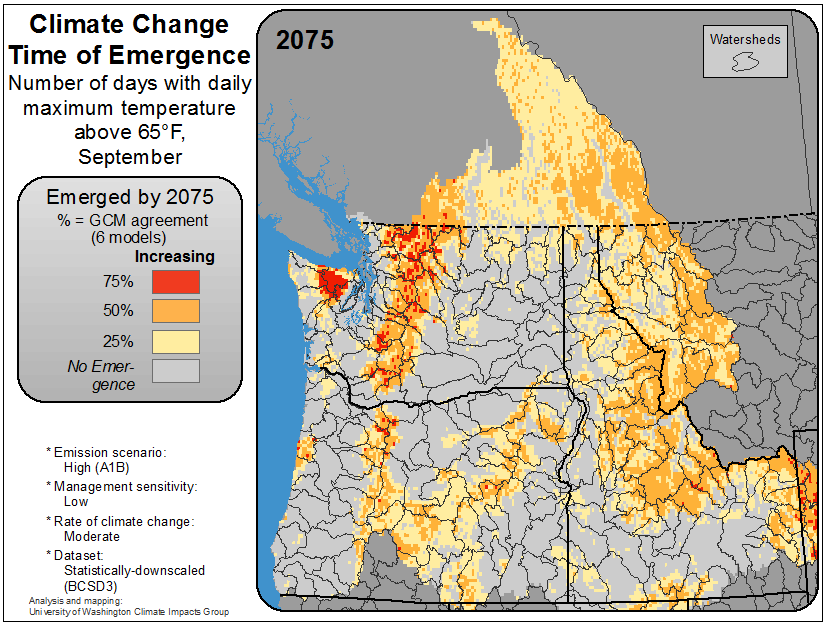 Climate Change
Time of Emergence
Number of days with daily
maximum temperature
above 65°F,
September
2075
Watersheds
Emerged by 2075
% = GCM agreement
(6 models)
Increasing
75%
50%
25%
No Emer-
gence
* Emission scenario:
High (A1B)
* Management sensitivity:
Low
* Rate of climate change:
Moderate
* Dataset:
Statistically-downscaled
(BCSD3)
Analysis and mapping:
University of Washington Climate Impacts Group